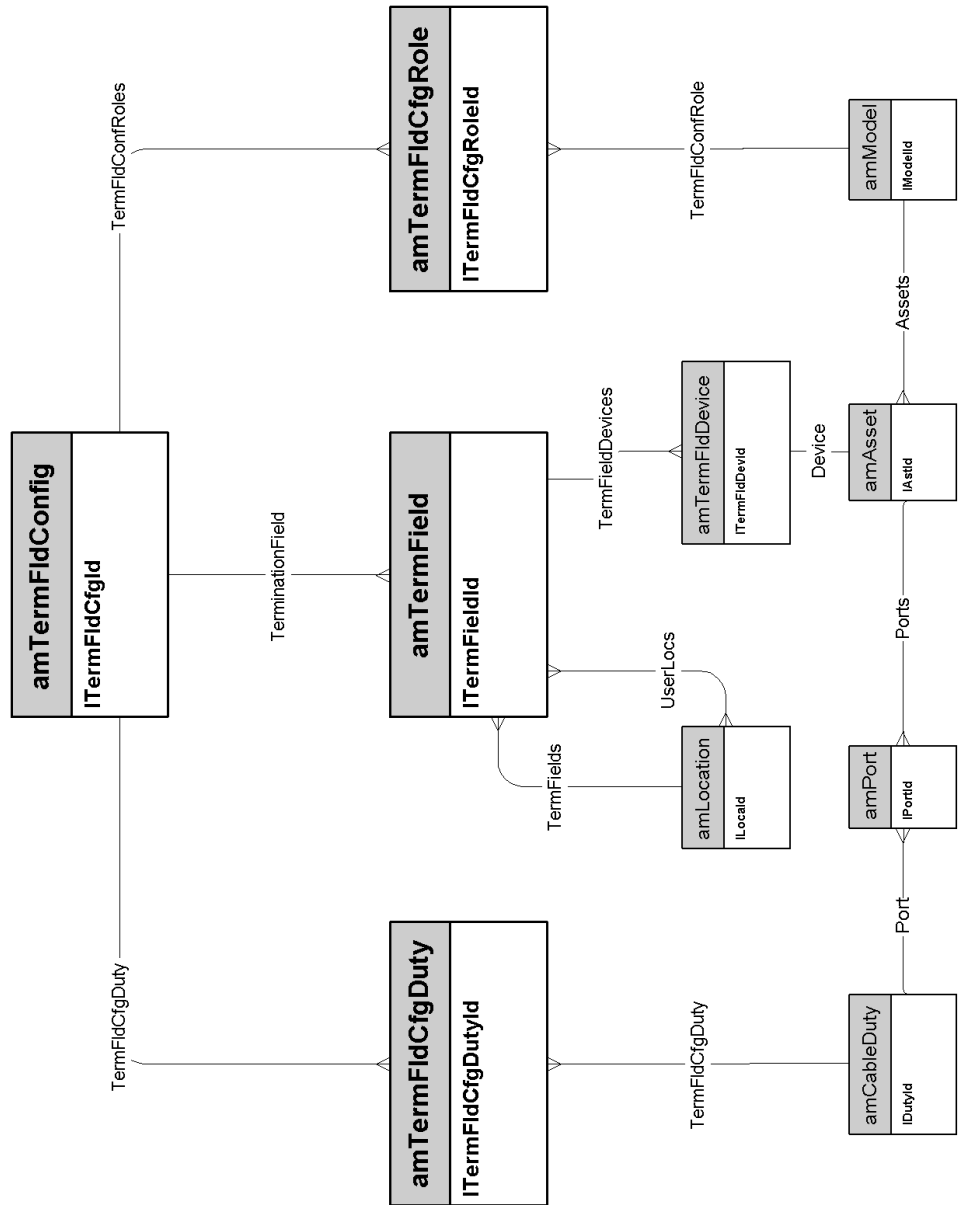 amTermFldConfig
lTermFldCfgId
TermFldCfgDuty
TermFldConfRoles
TerminationField
amTermFldCfgDuty
lTermFldCfgDutyId
amTermField
lTermFieldId
amTermFldCfgRole
lTermFldCfgRoleId
TermFields
UserLocs
TermFieldDevices
TermFldCfgDuty
TermFldConfRole
amLocation
lLocaId
amTermFldDevice
lTermFldDevId
Device
amCableDuty
lDutyId
Port
amPort
lPortId
Ports
amAsset
lAstId
Assets
amModel
lModelId